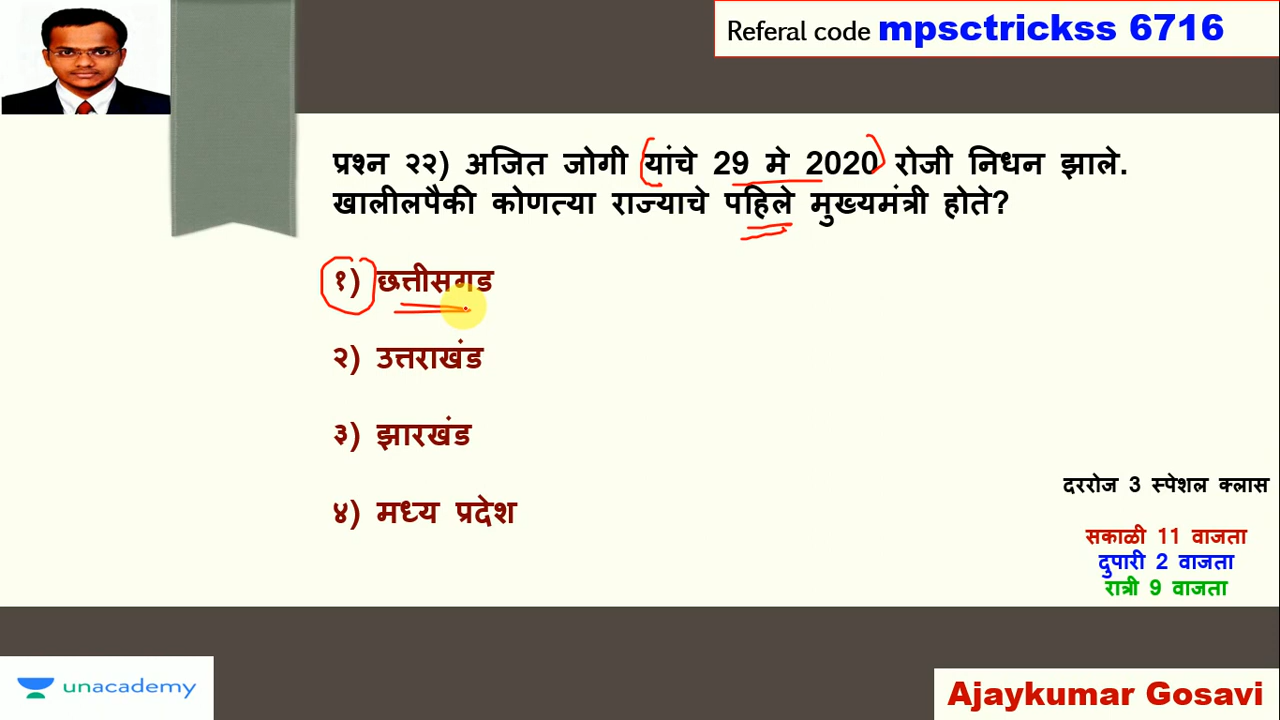 Referal code mpsctrickss 6716
प्रश्न २२) अजित जोगी यांचे 29 मे 2020 रोजी निधन झाले.
खालीलपैकी कोणत्या राज्याचे पहिले मुख्यमंत्री होते?
१) छत्तीसगड
२) उत्तराखंड
३) झारखंड
४) मध्य प्रदेश
दररोज 3 स्पेशल क्लास
सकाळी 11 वाजता
दुपारी 2 वाजता
रात्री 9 वाजता
unacademy
Ajaykumar Gosavi